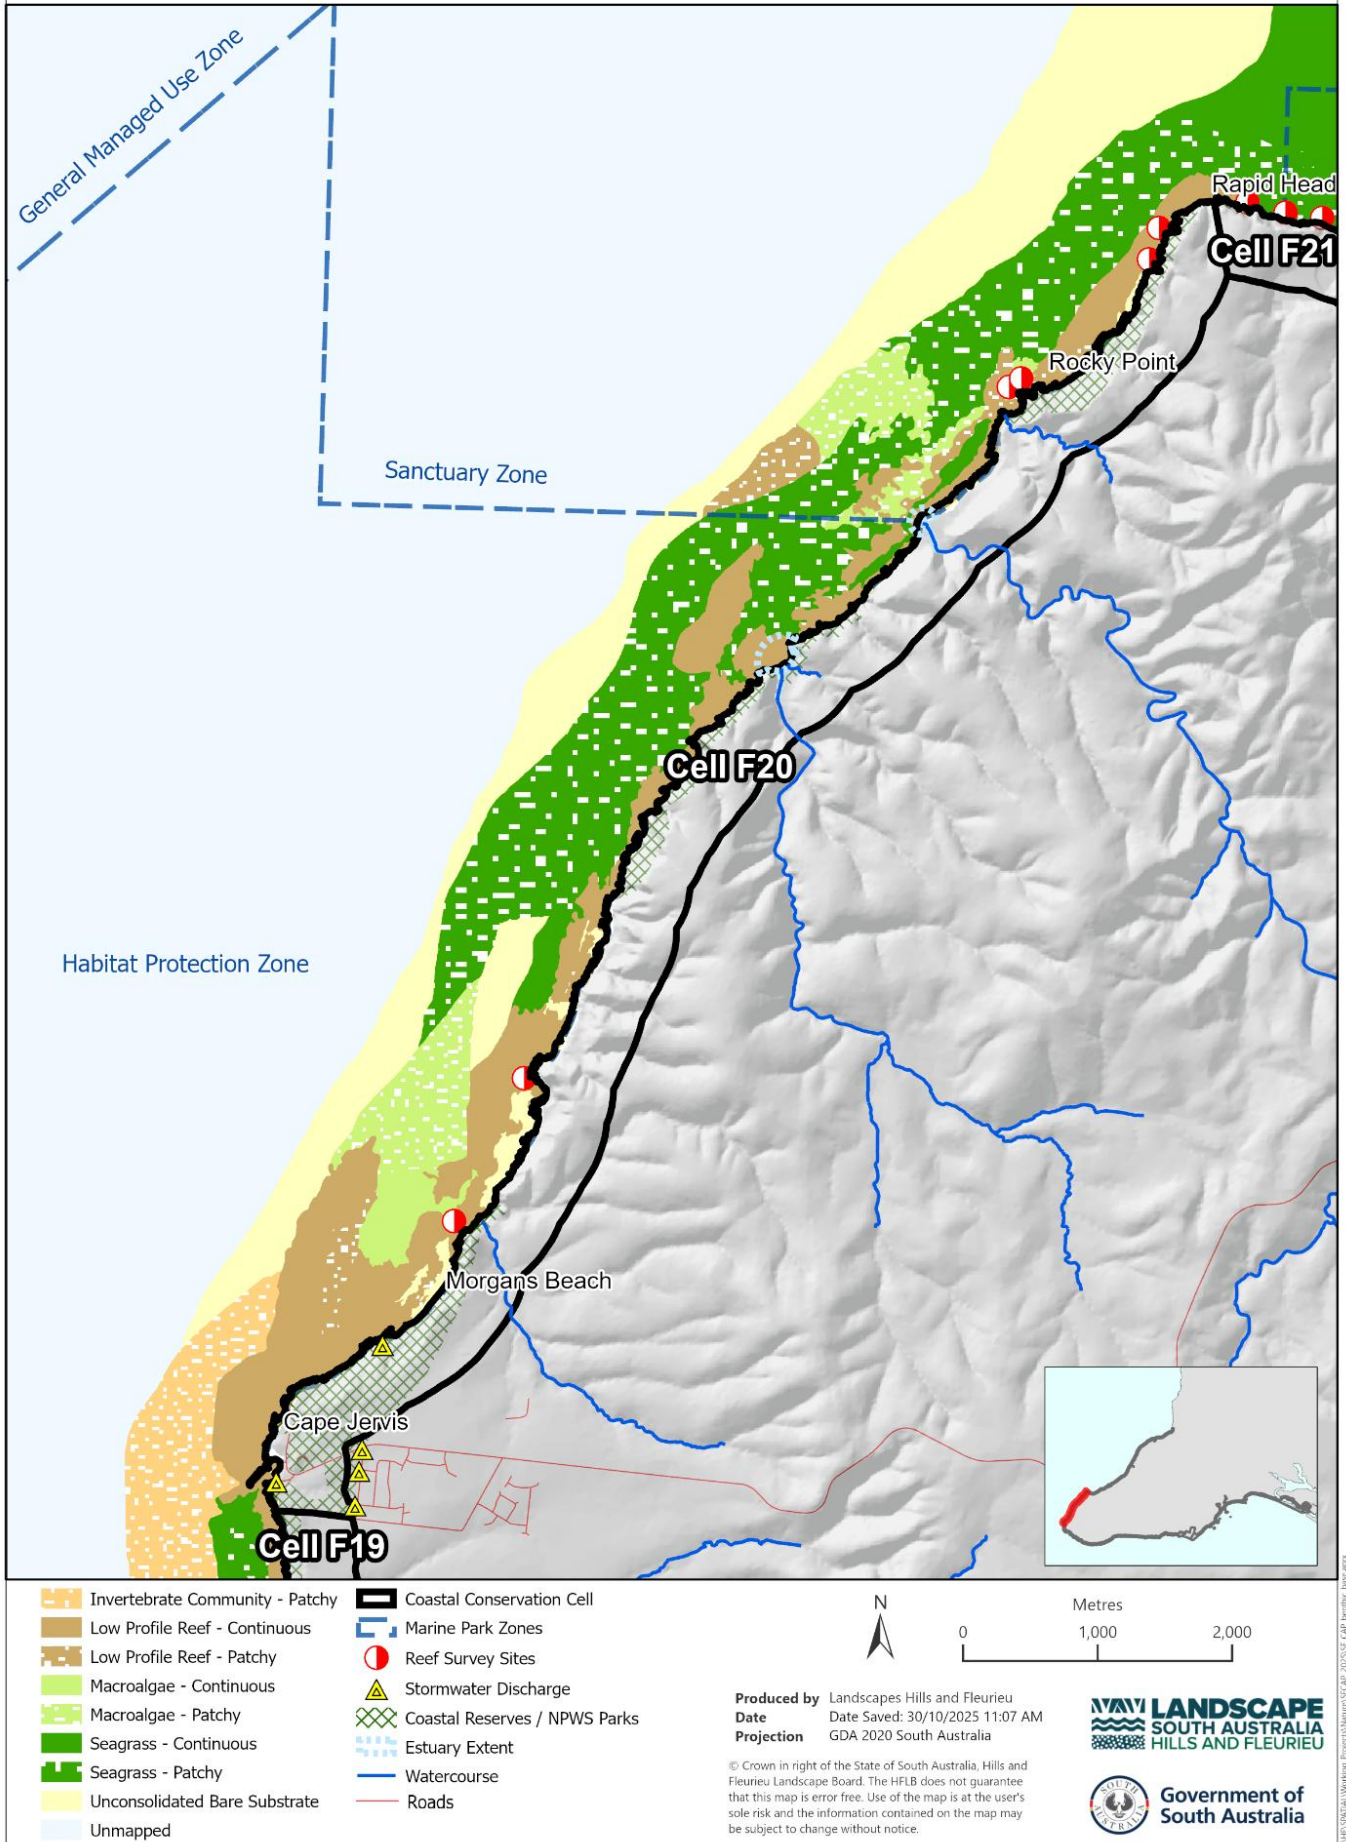 General Managed Use Zone
Rapid Head
Cell F21
Rocky Point
Sanctuary Zone
Cell F20
Habitat Protection Zone
Morgans Beach
Cape Jervis
Cell F19
Invertebrate Community - Patchy
Low Profile Reef - Continuous
Low Profile Reef - Patchy
Macroalgae - Continuous
Macroalgae - Patchy
Seagrass - Continuous
Seagrass - Patchy
Unconsolidated Bare Substrate
Unmapped
Coastal Conservation Cell
Marine Park Zones
Reef Survey Sites
Stormwater Discharge
Coastal Reserves / NPWS Parks
Estuary Extent
Watercourse
Roads
N
Metres
0 1,000 2,000
Produced by Landscapes Hills and Fleurieu
Date Date Saved: 30/10/2025 11:07 AM
Projection GDA 2020 South Australia
© Crown in right of the State of South Australia, Hills and
Fleurieu Landscape Board. The HFLB does not guarantee
that this map is error free. Use of the map is at the user's
sole risk and the information contained on the map may
be subject to change without notice.
LANDSCAPE
SOUTH AUSTRALIA
HILLS AND FLEURIEU
SOUTH AUSTRALIA
Government of
South Australia